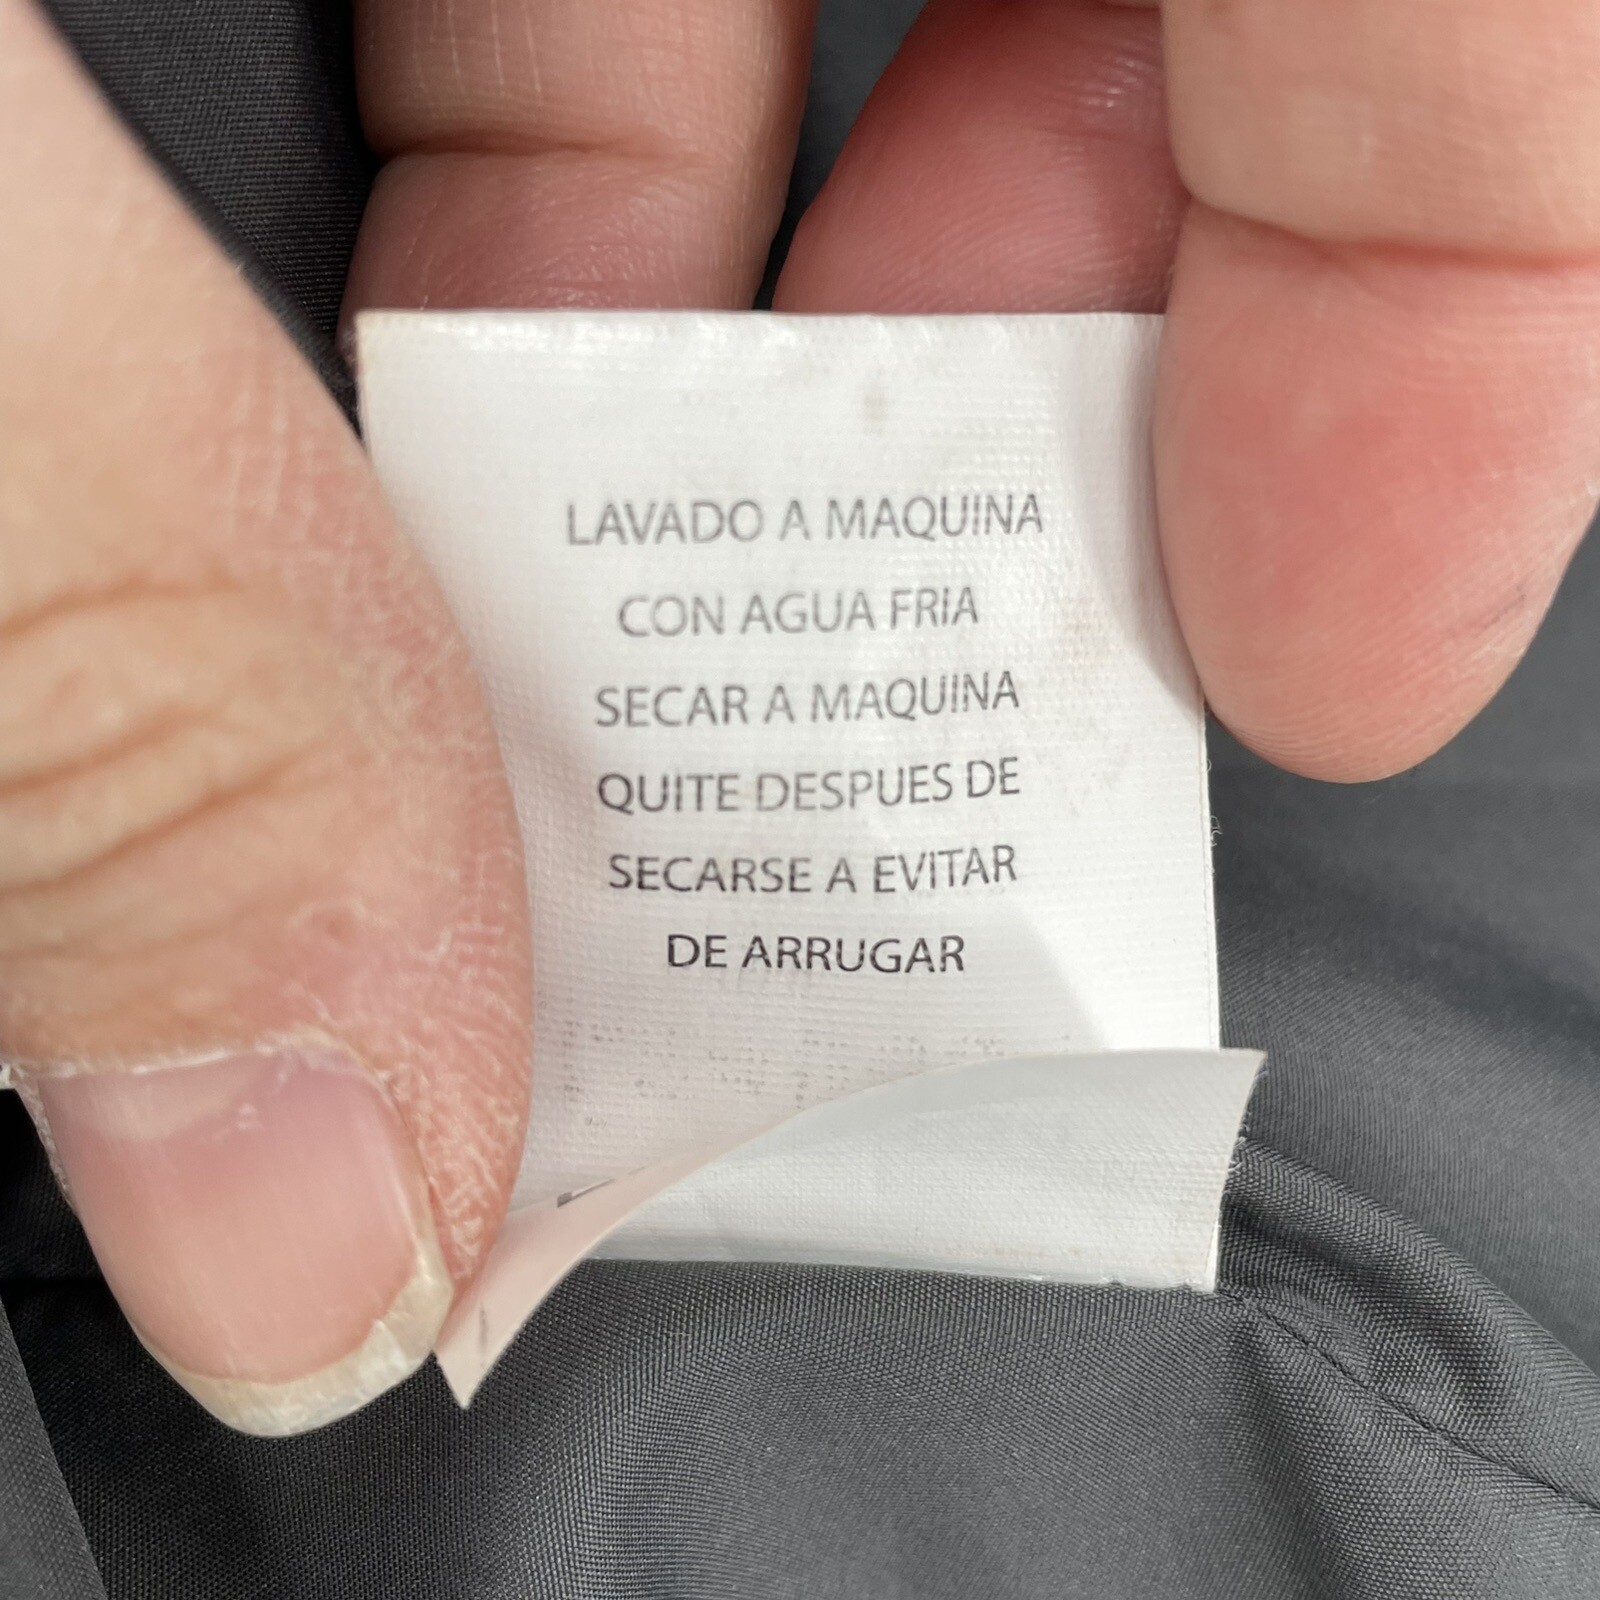 LAVADO A MAQUINA
CON AGUA FRIA
SECAR A MAQUINA
QUITE DESPUES DE
SECARSE A EVITAR
DE ARRUGAR